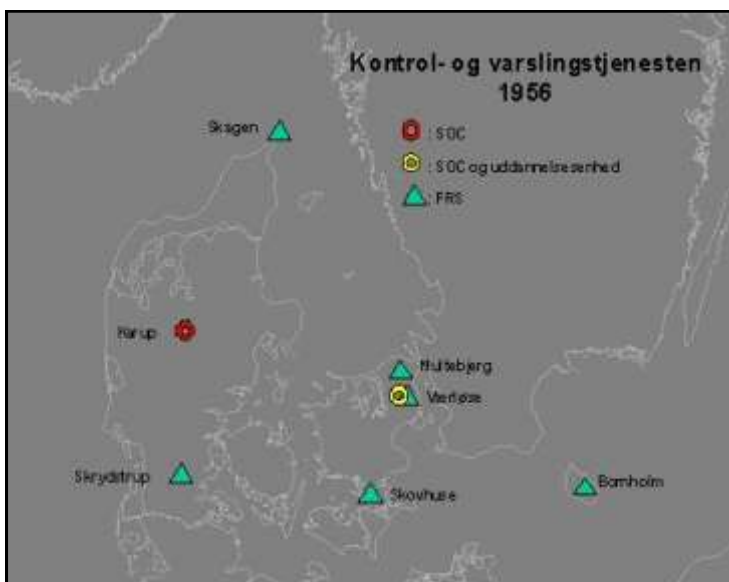 Kontrol- og varslingstjenesten
1956
: SOC
: SOC og uddannelsesenhed
: FRS
Skagen
Karup
Multebjerg
Værløse
Skrydstrup
Skovhuse
Bornholm